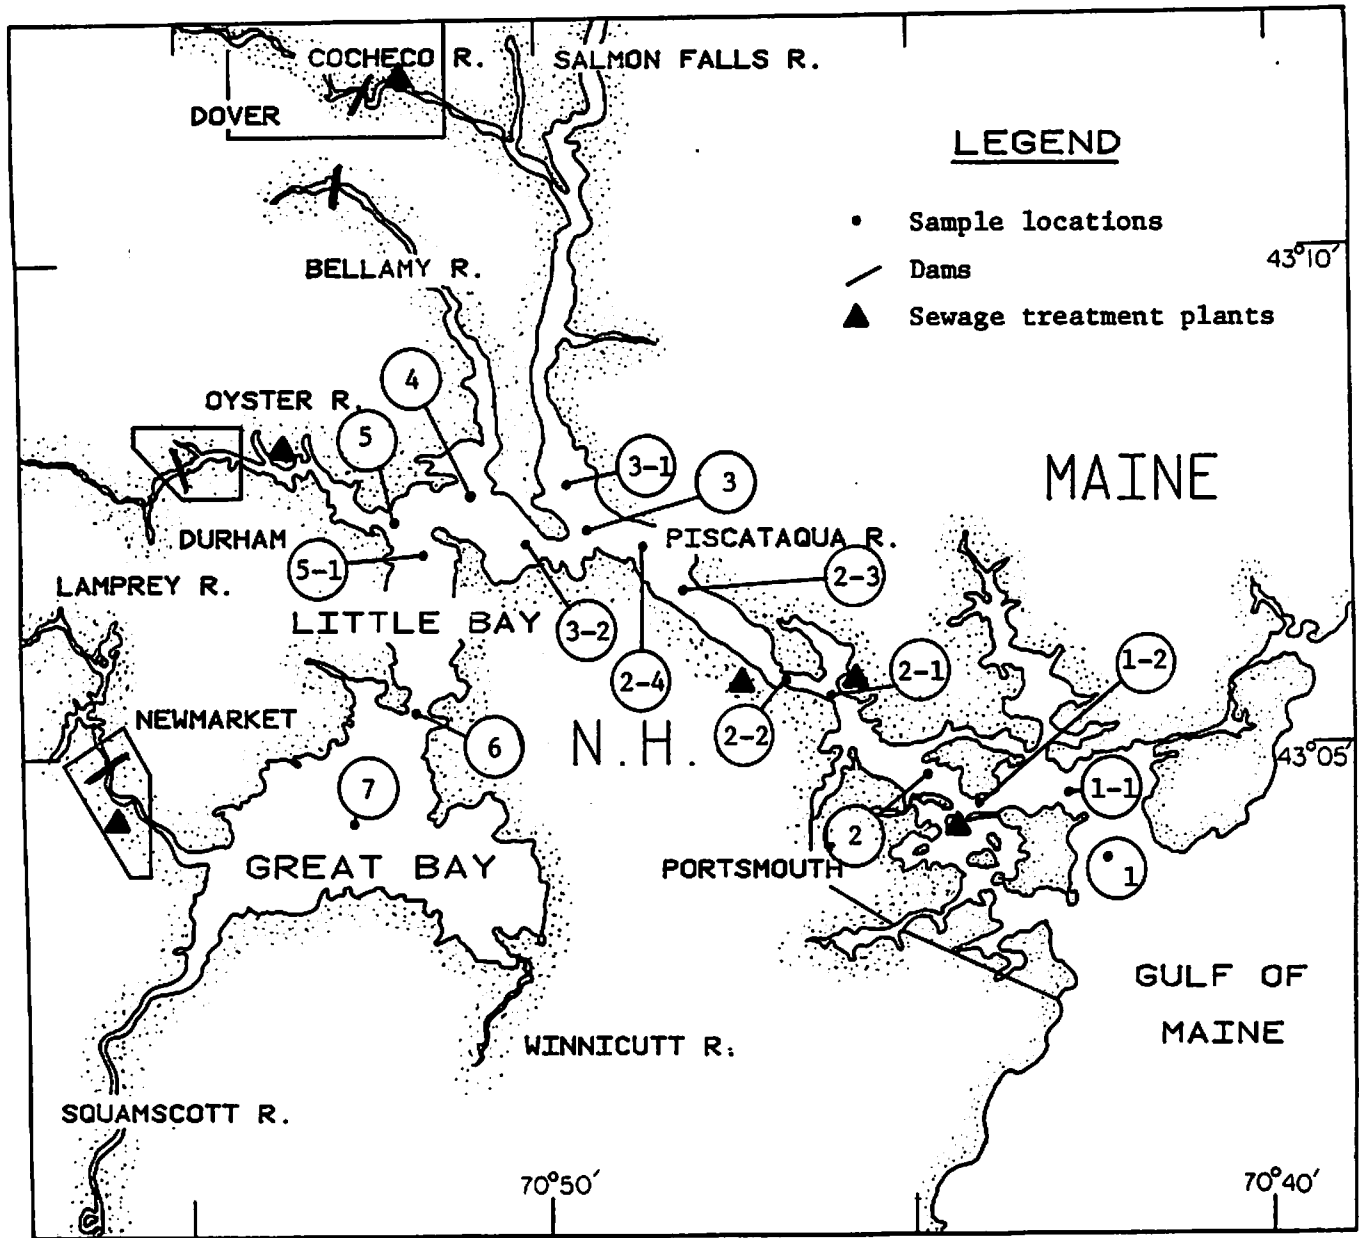 COCHECO R.
SALMON FALLS R.
DOVER
LEGEND
Sample locations
43°10′
BELLAMY R.
Dams
Sewage treatment plants
4
OYSTER R.
5
3-1
3
MAINE
DURHAM
PISCATAQUA R.
5-1
2-3
LAMPREY R.
LITTLE BAY
3-2
2-4
2-1
1-2
NEWMARKET
N.H.
2-2
6
43°05′
7
1-1
2
GREAT BAY
PORTSMOUTH
1
GULF OF
MAINE
WINNICUTT R.
SQUAMSCOTT R.
70°50′
70°40′